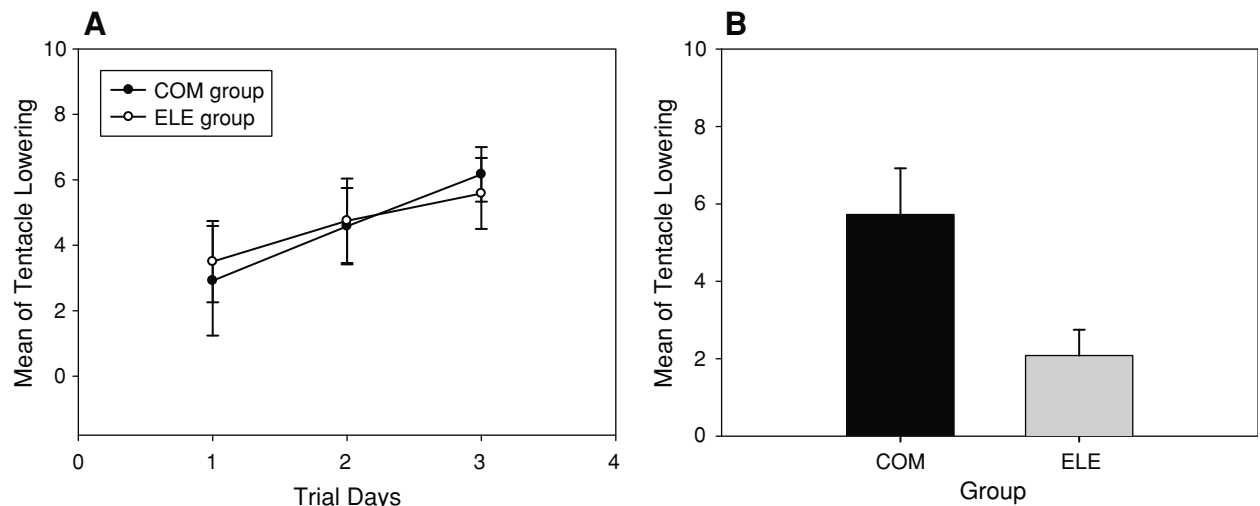 A
Mean of Tentacle Lowering
10
8
6
4
2
0
COM group
ELE group
0 1 2 3 4
Trial Days
B
Mean of Tentacle Lowering
10
8
6
4
2
0
COM ELE
Group